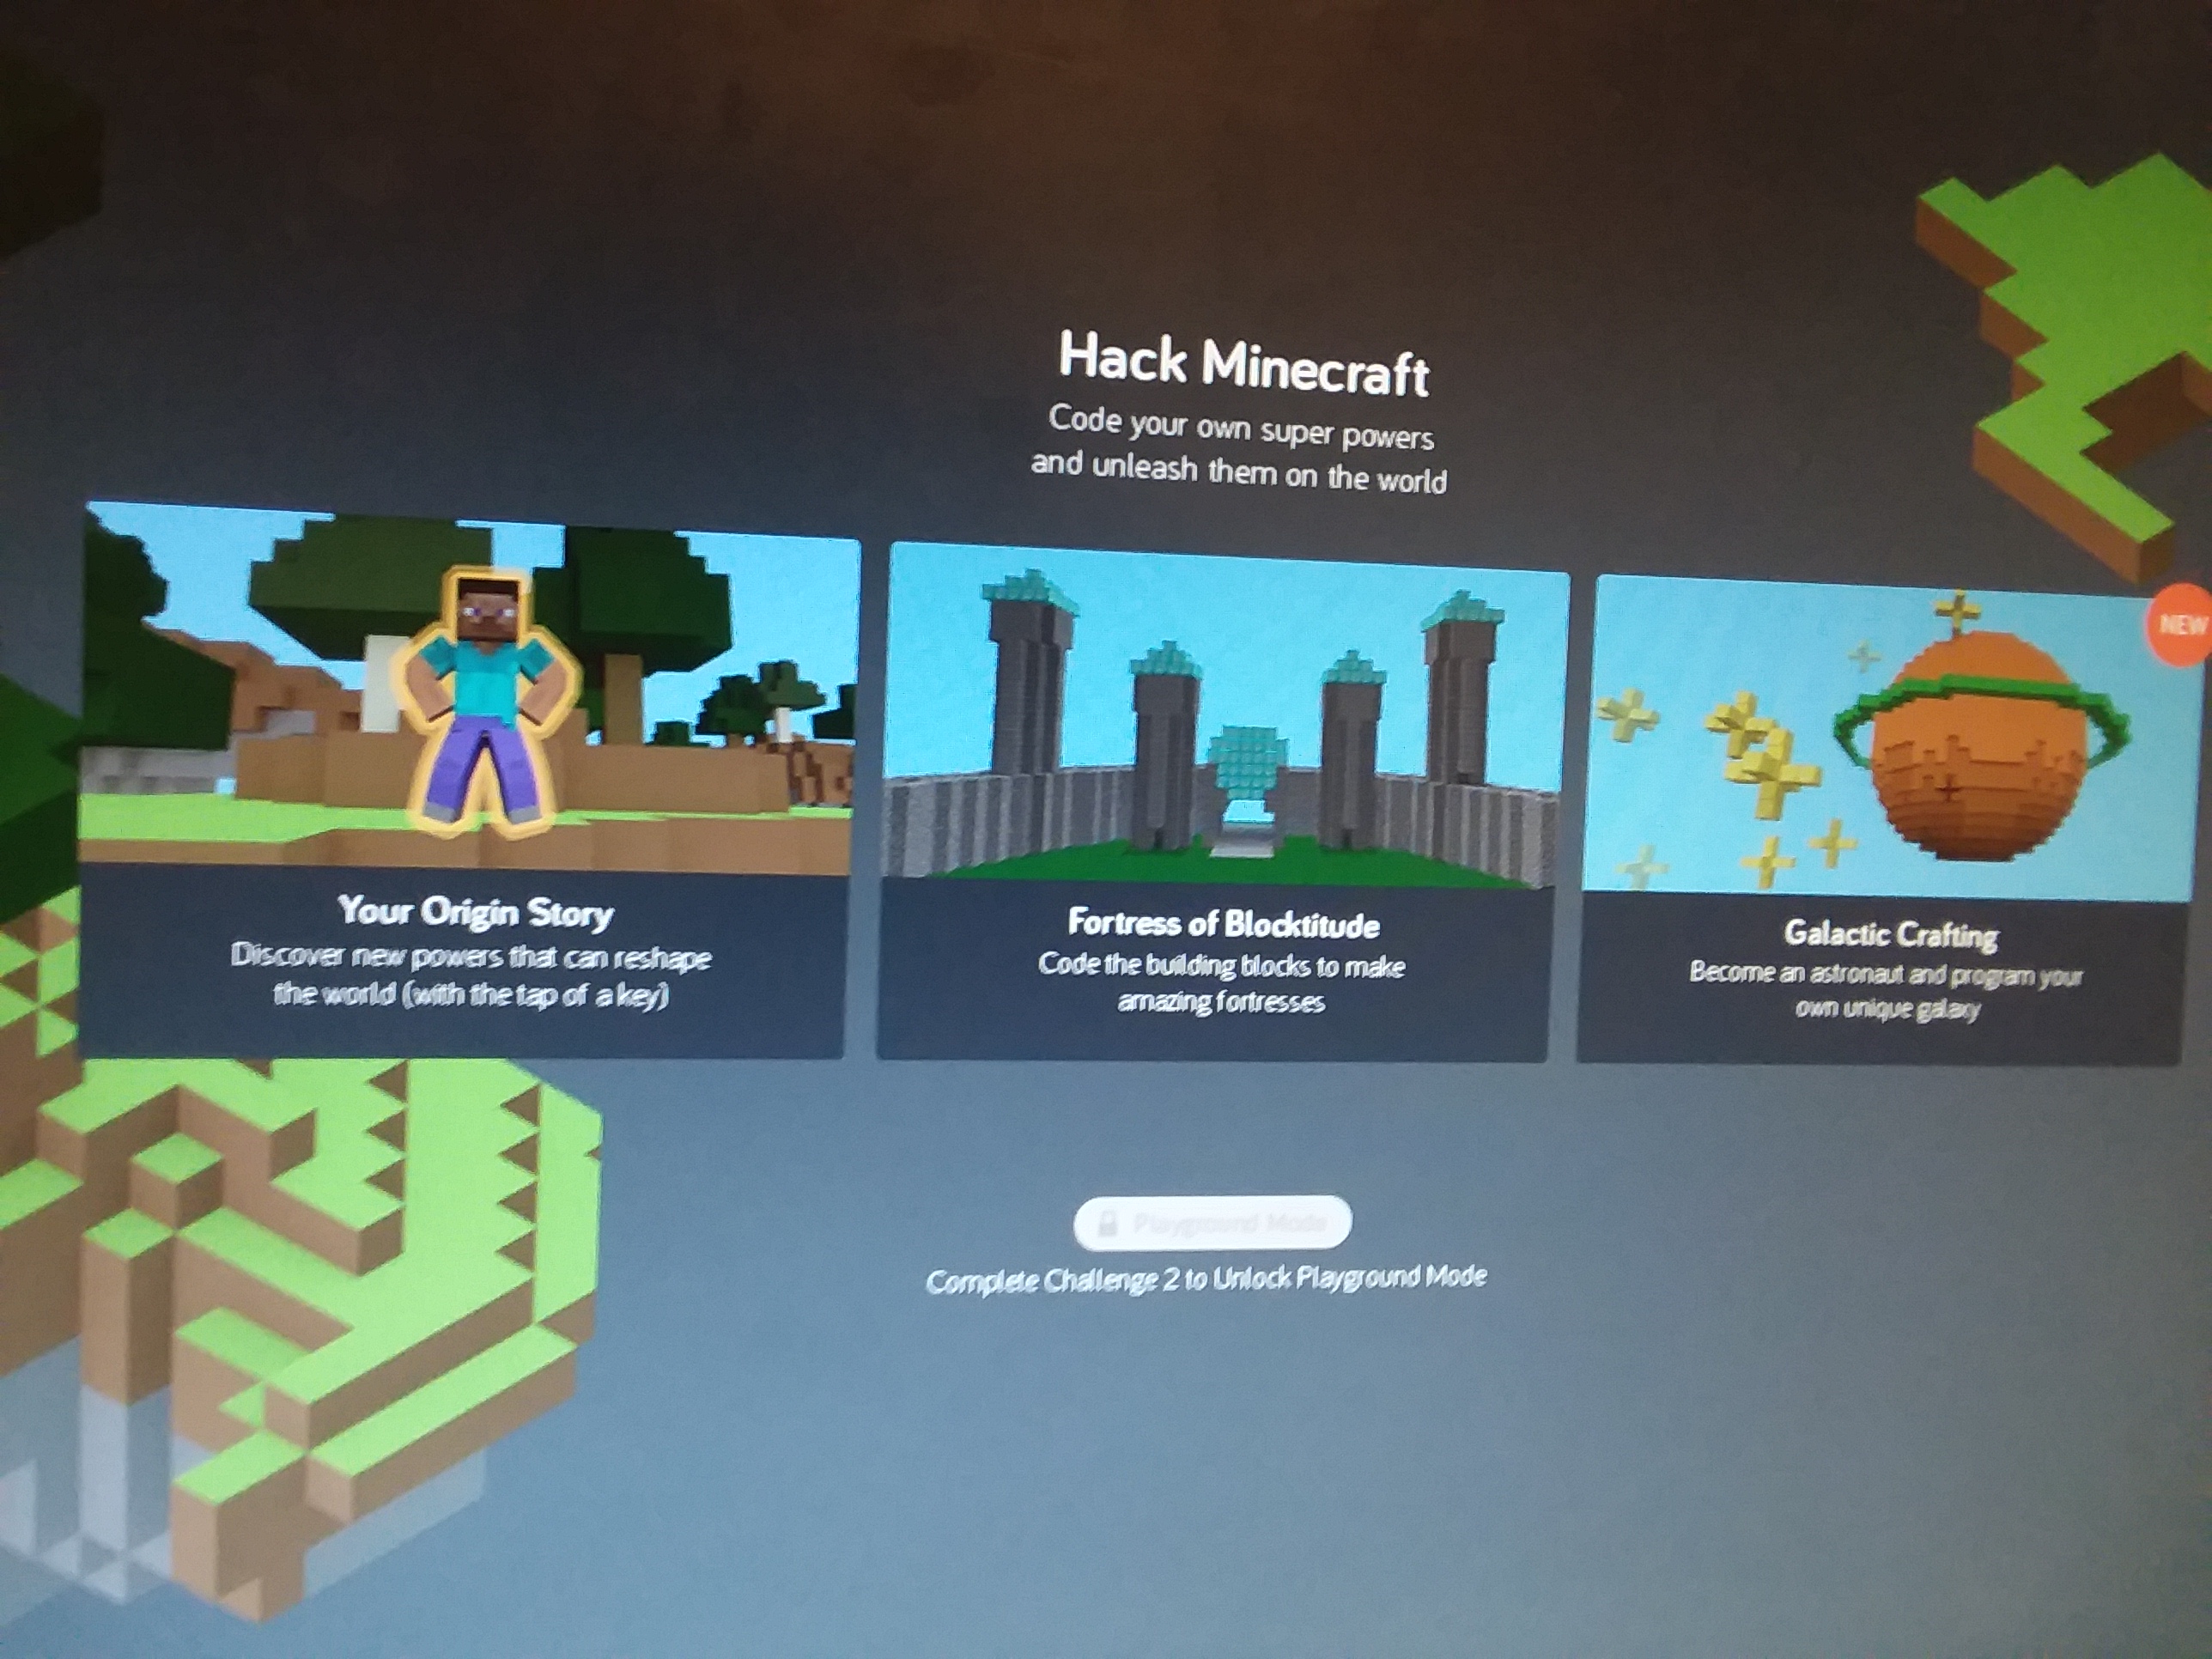 Hack Minecraft
Code your own super powers
and unleash them on the world
NEW
Your Origin Story
Discover new powers that can reshape
the world (with the tap of a key)
Fortress of Blocktitude
Code the building blocks to make
amazing fortresses
Galactic Crafting
Become an astronaut and program your
own unique galaxy
Playground Mode
Complete Challenge 2 to Unlock Playground Mode